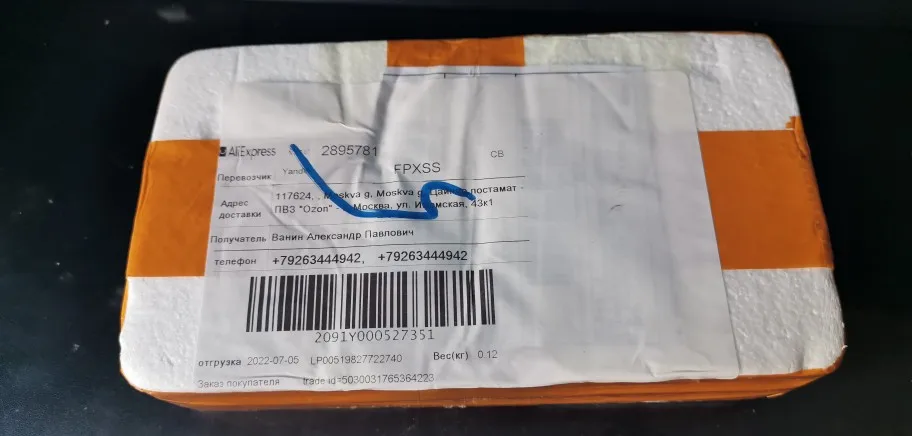 AliExpress 2895781 CB
Перевозчик FPXSS
Адрес доставки 117624, . Moskva g, Moskva g, постамат -
ПВЗ "Ozon" - Москва, ул. 43к1
Получатель Ванин Александр Павлович
телефон +79263444942, +79263444942
2091Y000527351
отгрузка 2022-07-05 LP00519827722740 Вес(кг) 0.12
Заказ покупателя trade id=5030031765364223